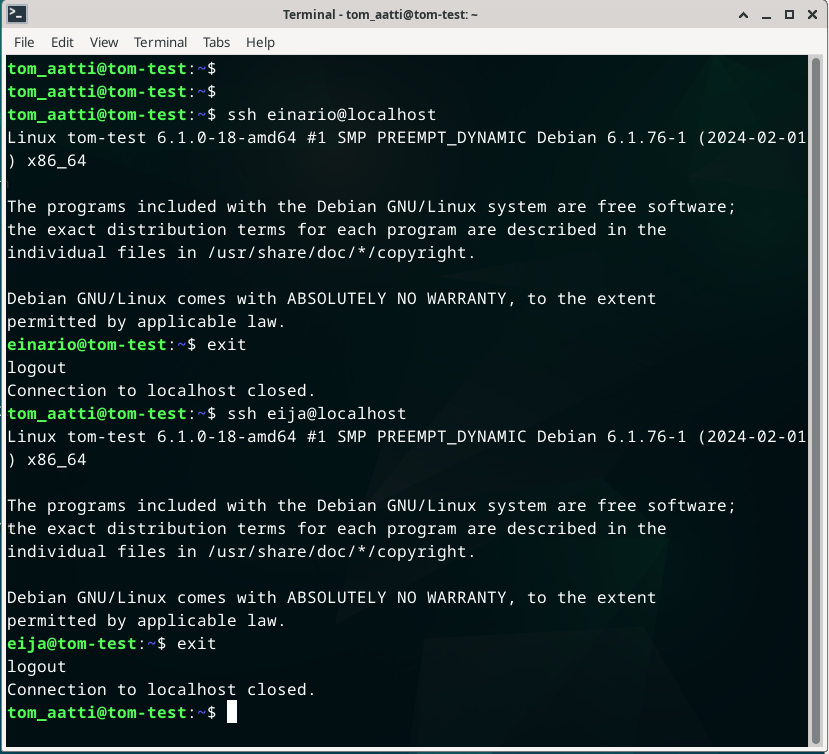 Terminal - tom_aatti@tom-test: ~
File Edit View Terminal Tabs Help
tom_aatti@tom-test:~$
tom_aatti@tom-test:~$
tom_aatti@tom-test:~$ ssh einario@localhost
Linux tom-test 6.1.0-18-amd64 #1 SMP PREEMPT_DYNAMIC Debian 6.1.76-1 (2024-02-01
) x86_64
The programs included with the Debian GNU/Linux system are free software;
the exact distribution terms for each program are described in the
individual files in /usr/share/doc/*/copyright.
Debian GNU/Linux comes with ABSOLUTELY NO WARRANTY, to the extent
permitted by applicable law.
einario@tom-test:~$ exit
logout
Connection to localhost closed.
tom_aatti@tom-test:~$ ssh eija@localhost
Linux tom-test 6.1.0-18-amd64 #1 SMP PREEMPT_DYNAMIC Debian 6.1.76-1 (2024-02-01
) x86_64
The programs included with the Debian GNU/Linux system are free software;
the exact distribution terms for each program are described in the
individual files in /usr/share/doc/*/copyright.
Debian GNU/Linux comes with ABSOLUTELY NO WARRANTY, to the extent
permitted by applicable law.
eija@tom-test:~$ exit
logout
Connection to localhost closed.
tom_aatti@tom-test:~$